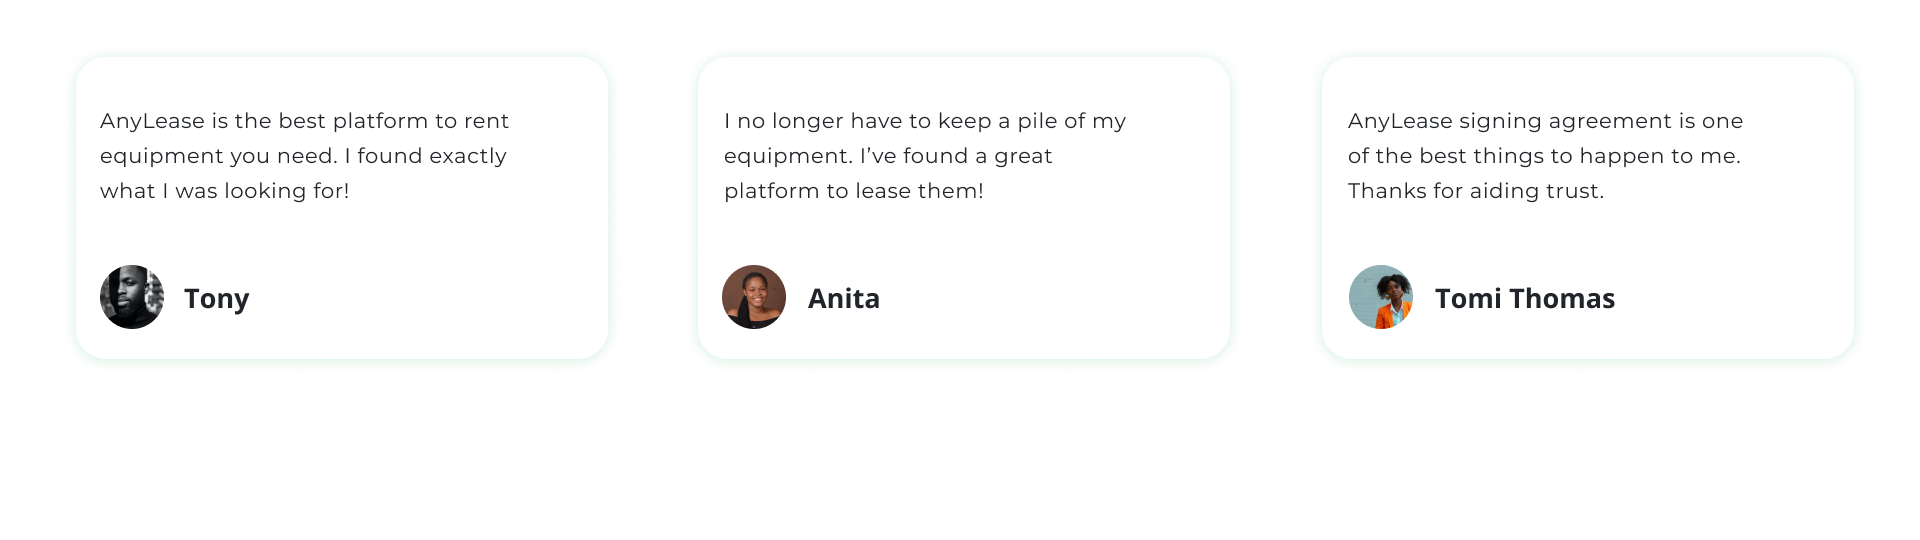 AnyLease is the best platform to rent
equipment you need. I found exactly
what I was looking for!
Tony
I no longer have to keep a pile of my
equipment. I’ve found a great
platform to lease them!
Anita
AnyLease signing agreement is one
of the best things to happen to me.
Thanks for aiding trust.
Tomi Thomas